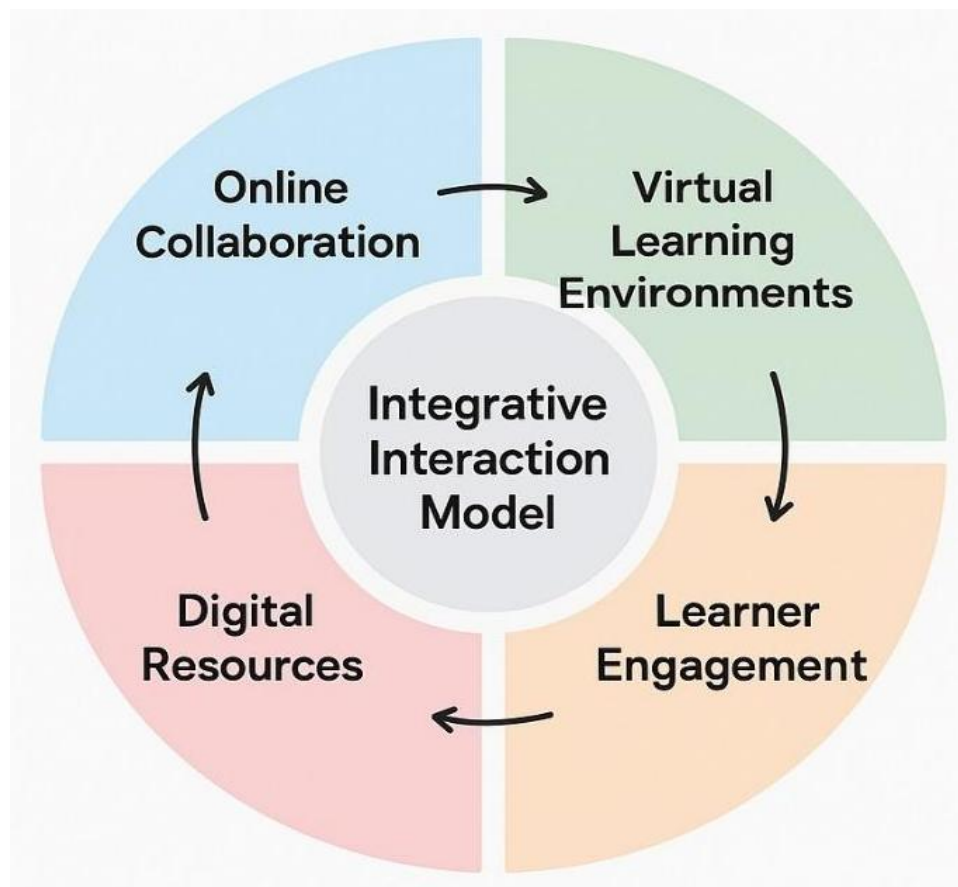 Online
Collaboration
Virtual
Learning
Environments
Integrative
Interaction
Model
Digital
Resources
Learner
Engagement